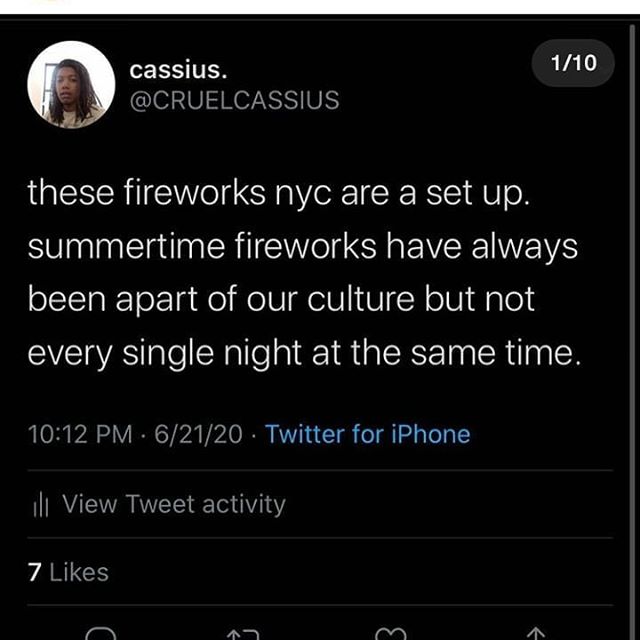 cassius.
@CRUELCASSIUS
1/10
these fireworks nyc are a set up.
summertime fireworks have always
been apart of our culture but not
every single night at the same time.
10:12 PM · 6/21/20 · Twitter for iPhone
View Tweet activity
7 Likes